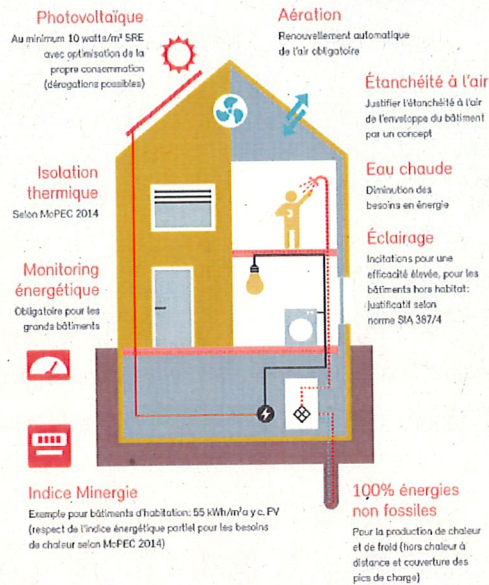 Photovoltaïque
Au minimum 10 watts/m² SRE
avec optimisation de la
propre consommation
(dérogations possibles)
Aération
Renouvellement automatique
de l'air obligatoire
Étanchéité à l'air
Justifier l'étanchéité à l'air
de l'enveloppe du bâtiment
par un concept
Isolation
thermique
Selon MoPEC 2014
Eau chaude
Diminution des
besoins en énergie
Éclairage
Incitations pour une
efficacité élevée, pour les
bâtiments hors habitat:
justificatif selon
norme SIA 387/4
Monitoring
énergétique
Obligatoire pour les
grands bâtiments
Indice Minergie
Exemple pour bâtiments d'habitation: 55 kWh/m²a y c. PV
(respect de l'indice énergétique partiel pour les besoins
de chaleur selon MoPEC 2014)
100% énergies
non fossiles
Pour la production de chaleur
et de froid (hors chaleur à
distance et couverture des
pics de charge)